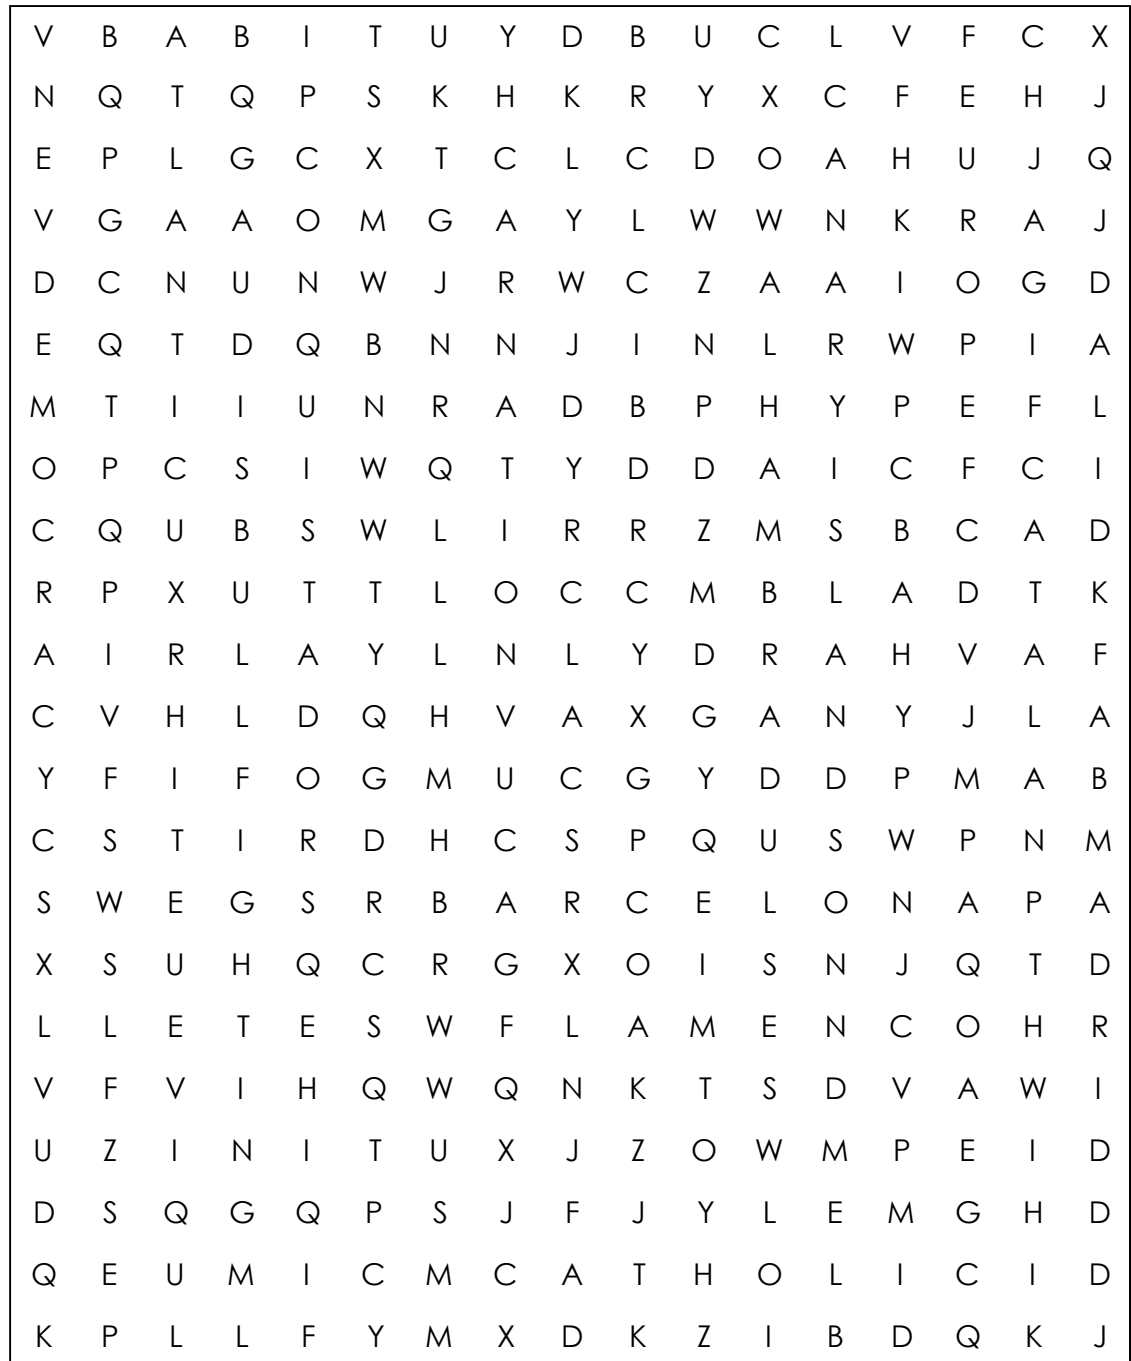 V B A B I T U Y D B U C L V F C X
N Q T Q P S K H K R Y X C F E H J
E P L G C X T C L C D O A H U J Q
V G A A O M G A Y L W W N K R A J
D C N U N W J R W C Z A A I O G D
E Q T D Q B N N J I N L R W P I A
M T I I U N R A D B P H Y P E F L
O P C S I W Q T Y D D A I C F C I
C Q U B S W L I R R Z M S B C A D
R P X U T T L O C C M B L A D T K
A I R L A Y L N L Y D R A H V A F
C V H L D Q H V A X G A N Y J L A
Y F I F O G M U C G Y D D P M A B
C S T I R D H C S P Q U S W P N M
S W E G S R B A R C E L O N A P A
X S U H Q C R G X O I S N J Q T D
L L E T E S W F L A M E N C O H R
V F V I H Q W Q N K T S D V A W I
U Z I N I T U X J Z O W M P E I D
D S Q G Q P S J F J Y L E M G H D
Q E U M I C M C A T H O L I C I D
K P L L F Y M X D K Z I B D Q K J